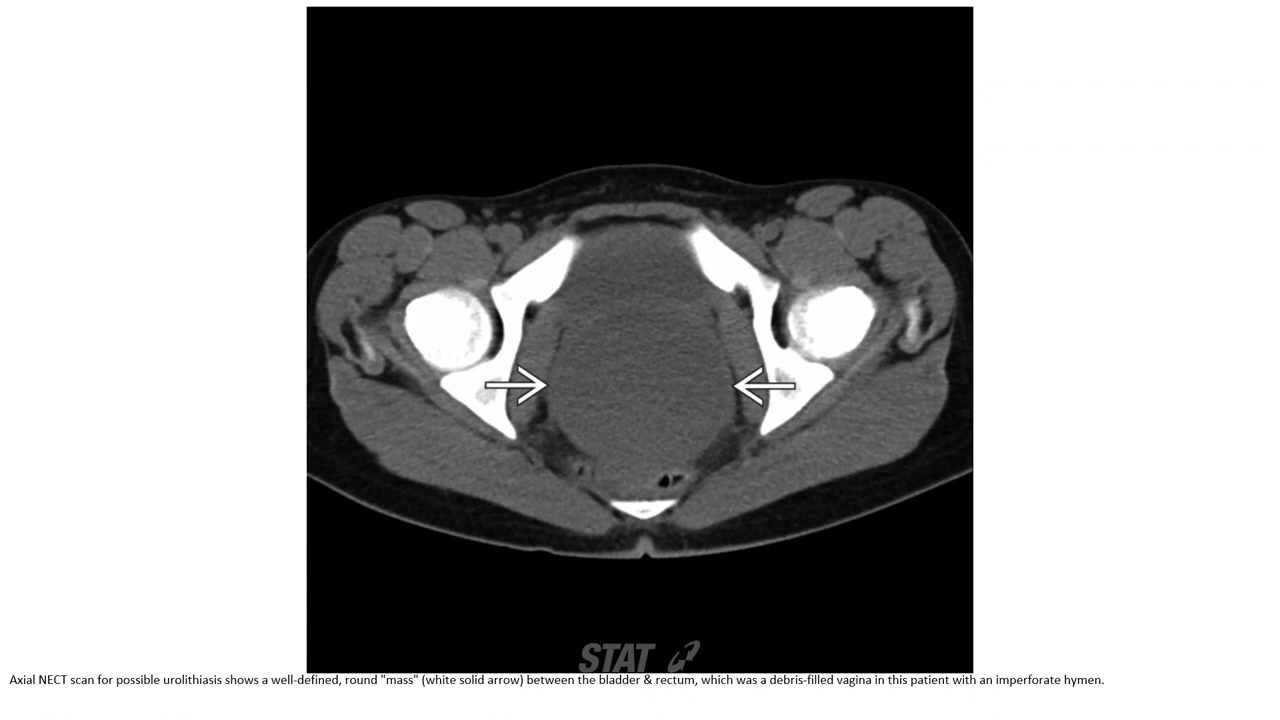 STAT
Axial NECT scan for possible urolithiasis shows a well-defined, round "mass" (white solid arrow) between the bladder & rectum, which was a debris-filled vagina in this patient with an imperforate hymen.